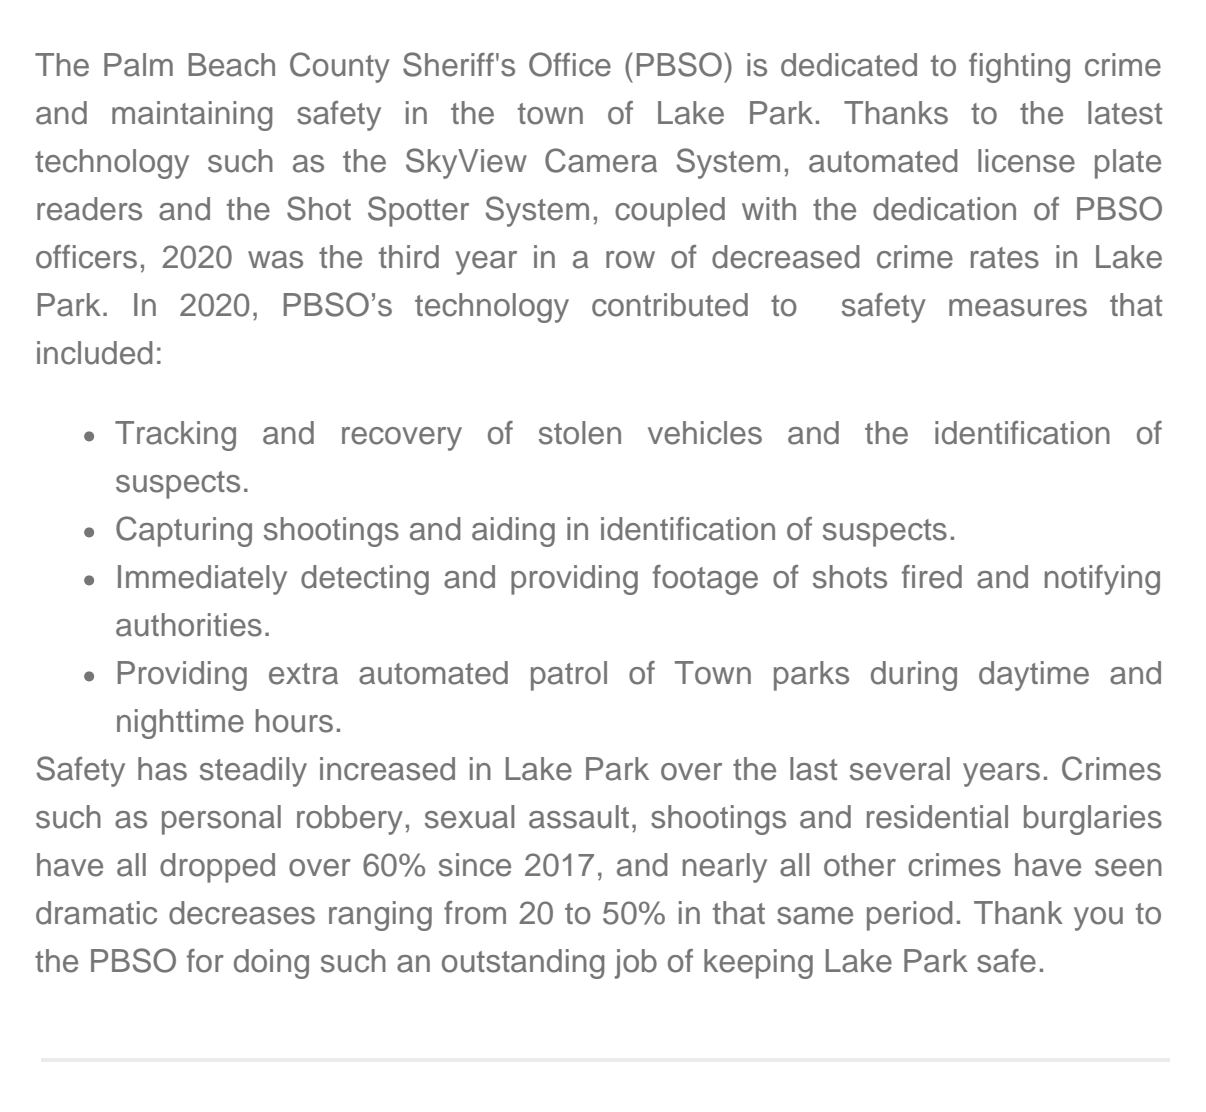 The Palm Beach County Sheriff's Office (PBSO) is dedicated to fighting crime
and maintaining safety in the town of Lake Park. Thanks to the latest
technology such as the SkyView Camera System, automated license plate
readers and the Shot Spotter System, coupled with the dedication of PBSO
officers, 2020 was the third year in a row of decreased crime rates in Lake
Park. In 2020, PBSO’s technology contributed to  safety measures that
included:
• Tracking and recovery of stolen vehicles and the identification of
suspects.
• Capturing shootings and aiding in identification of suspects.
• Immediately detecting and providing footage of shots fired and notifying
authorities.
• Providing extra automated patrol of Town parks during daytime and
nighttime hours.
Safety has steadily increased in Lake Park over the last several years. Crimes
such as personal robbery, sexual assault, shootings and residential burglaries
have all dropped over 60% since 2017, and nearly all other crimes have seen
dramatic decreases ranging from 20 to 50% in that same period. Thank you to
the PBSO for doing such an outstanding job of keeping Lake Park safe.